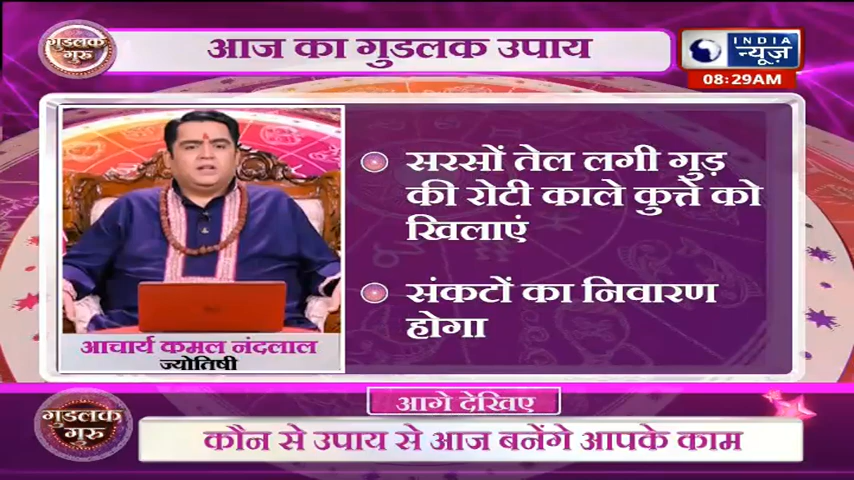 गुडलक
गुरु
आज का गुडलक उपाय
INDIA
न्यूज़
08:29AM
सरसों तेल लगी गुड़
की रोटी काले कुत्ते को
खिलाएं
संकटों का निवारण
होगा
आचार्य कमल नंदलाल
ज्योतिषी
आगे देखिए
गुडलक
गुरु
कौन से उपाय से आज बनेंगे आपके काम